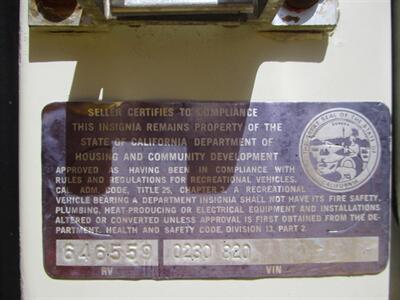 SELLER CERTIFIES TO COMPLIANCE
THIS INSIGNIA REMAINS PROPERTY OF THE
STATE OF CALIFORNIA DEPARTMENT OF
HOUSING AND COMMUNITY DEVELOPMENT
APPROVED AS HAVING BEEN IN COMPLIANCE WITH
RULES AND REGULATIONS FOR RECREATIONAL VEHICLES.
CAL. ADM. CODE, TITLE 25, CHAPTER 3. A RECREATIONAL
VEHICLE BEARING A DEPARTMENT INSIGNIA SHALL NOT HAVE ITS FIRE SAFETY,
PLUMBING, HEAT PRODUCING OR ELECTRICAL EQUIPMENT AND INSTALLATIONS
ALTERED OR CONVERTED UNLESS APPROVAL IS FIRST OBTAINED FROM THE DE-
PARTMENT. HEALTH AND SAFETY CODE, DIVISION 13, PART 2.
646559 0230 820
RV VIN